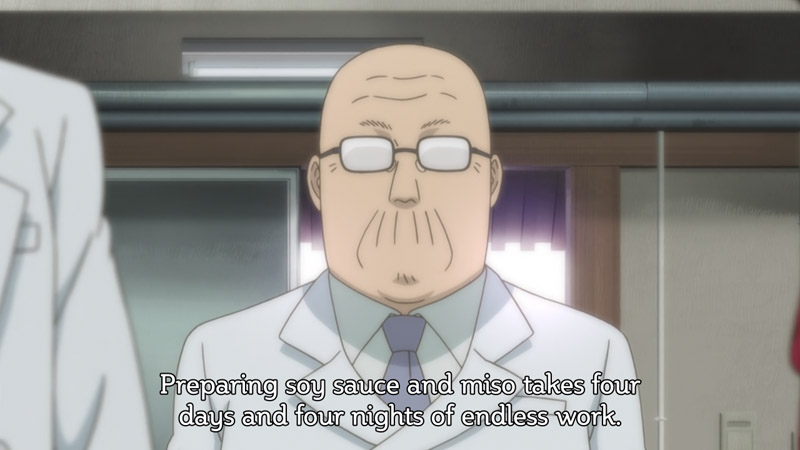 Preparing soy sauce and miso takes four
days and four nights of endless work.